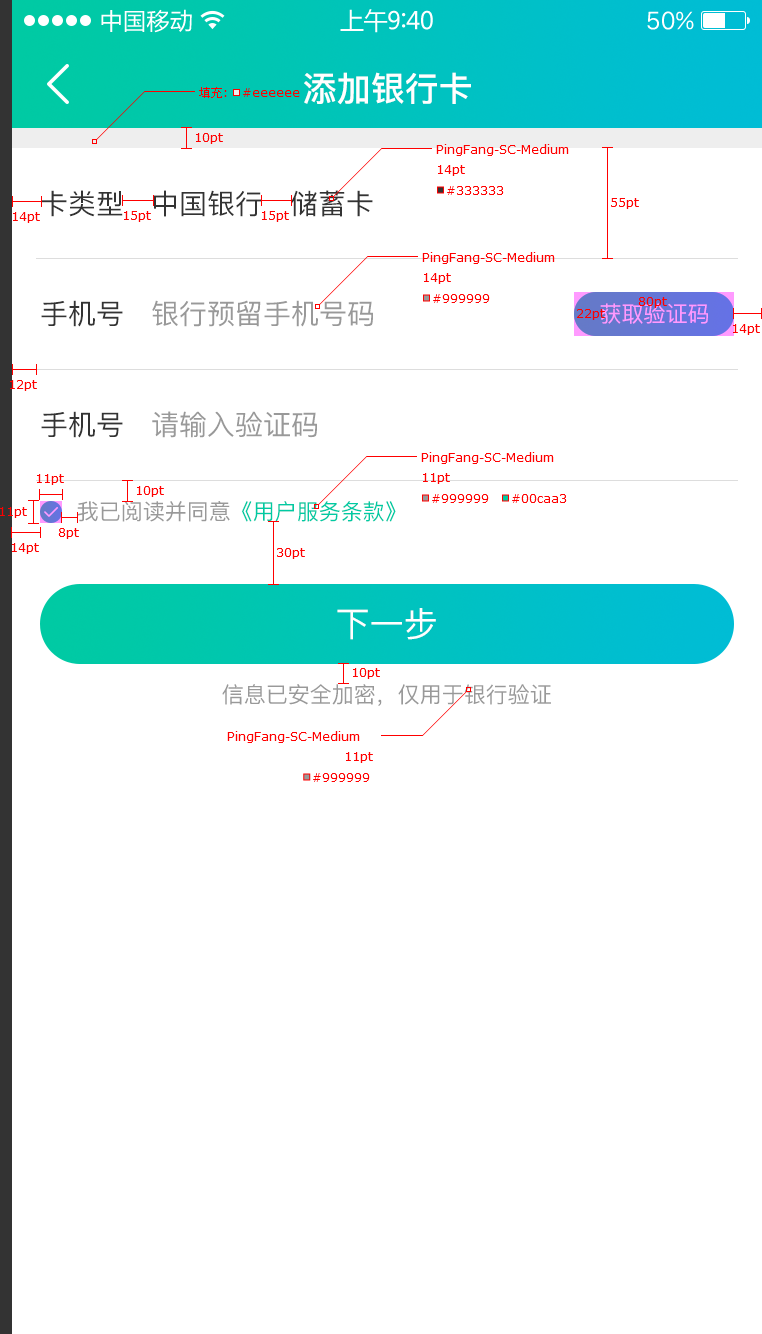 中国移动 上午9:40 50%
添加银行卡
填充: #eeeeee
10pt
PingFang-SC-Medium
14pt
#333333
卡类型 中国银行 储蓄卡
14pt 15pt 15pt 55pt
PingFang-SC-Medium
14pt
#999999
手机号 银行预留手机号码 获取验证码
80pt
22pt
14pt
12pt
手机号 请输入验证码
PingFang-SC-Medium
11pt
#999999 #00caa3
11pt 10pt
11pt 我已阅读并同意《用户服务条款》
8pt
14pt
30pt
下一步
10pt
信息已安全加密，仅用于银行验证
PingFang-SC-Medium
11pt
#999999